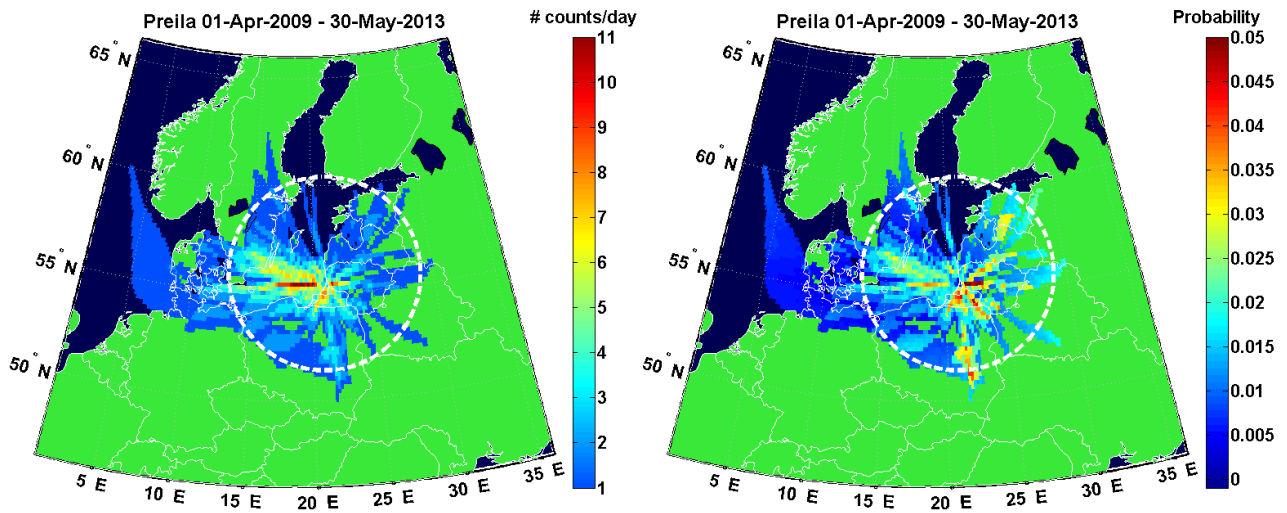 Preila 01-Apr-2009 - 30-May-2013
# counts/day
65 ° N
60 ° N
55 ° N
50 ° N
5 E
10 E
15 E
20 E
25 E
30 E
35 E
11
10
9
8
7
6
5
4
3
2
1
Preila 01-Apr-2009 - 30-May-2013
Probability
65 ° N
60 ° N
55 ° N
50 ° N
5 E
10 E
15 E
20 E
25 E
30 E
35 E
0.05
0.045
0.04
0.035
0.03
0.025
0.02
0.015
0.01
0.005
0